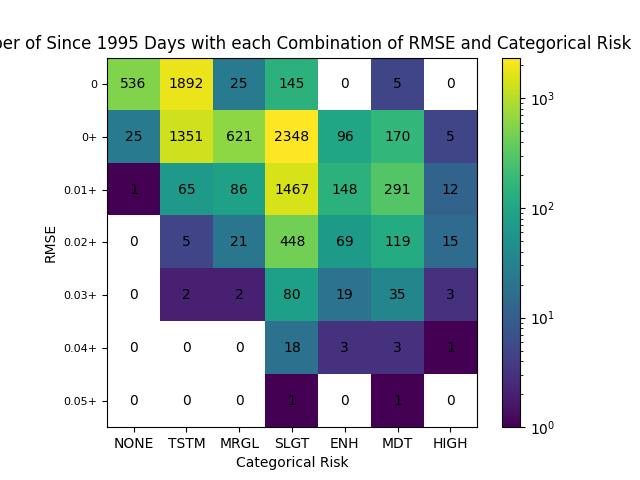 ber of Since 1995 Days with each Combination of RMSE and Categorical Risk
0 536 1892 25 145 0 5 0
0+ 25 1351 621 2348 96 170 5
0.01+ 1 65 86 1467 148 291 12
0.02+ 0 5 21 448 69 119 15
0.03+ 0 2 2 80 19 35 3
0.04+ 0 0 0 18 3 3 1
0.05+ 0 0 0 1 0 1 0
NONE TSTM MRGL SLGT ENH MDT HIGH
Categorical Risk
RMSE
10³
10²
10¹
10⁰